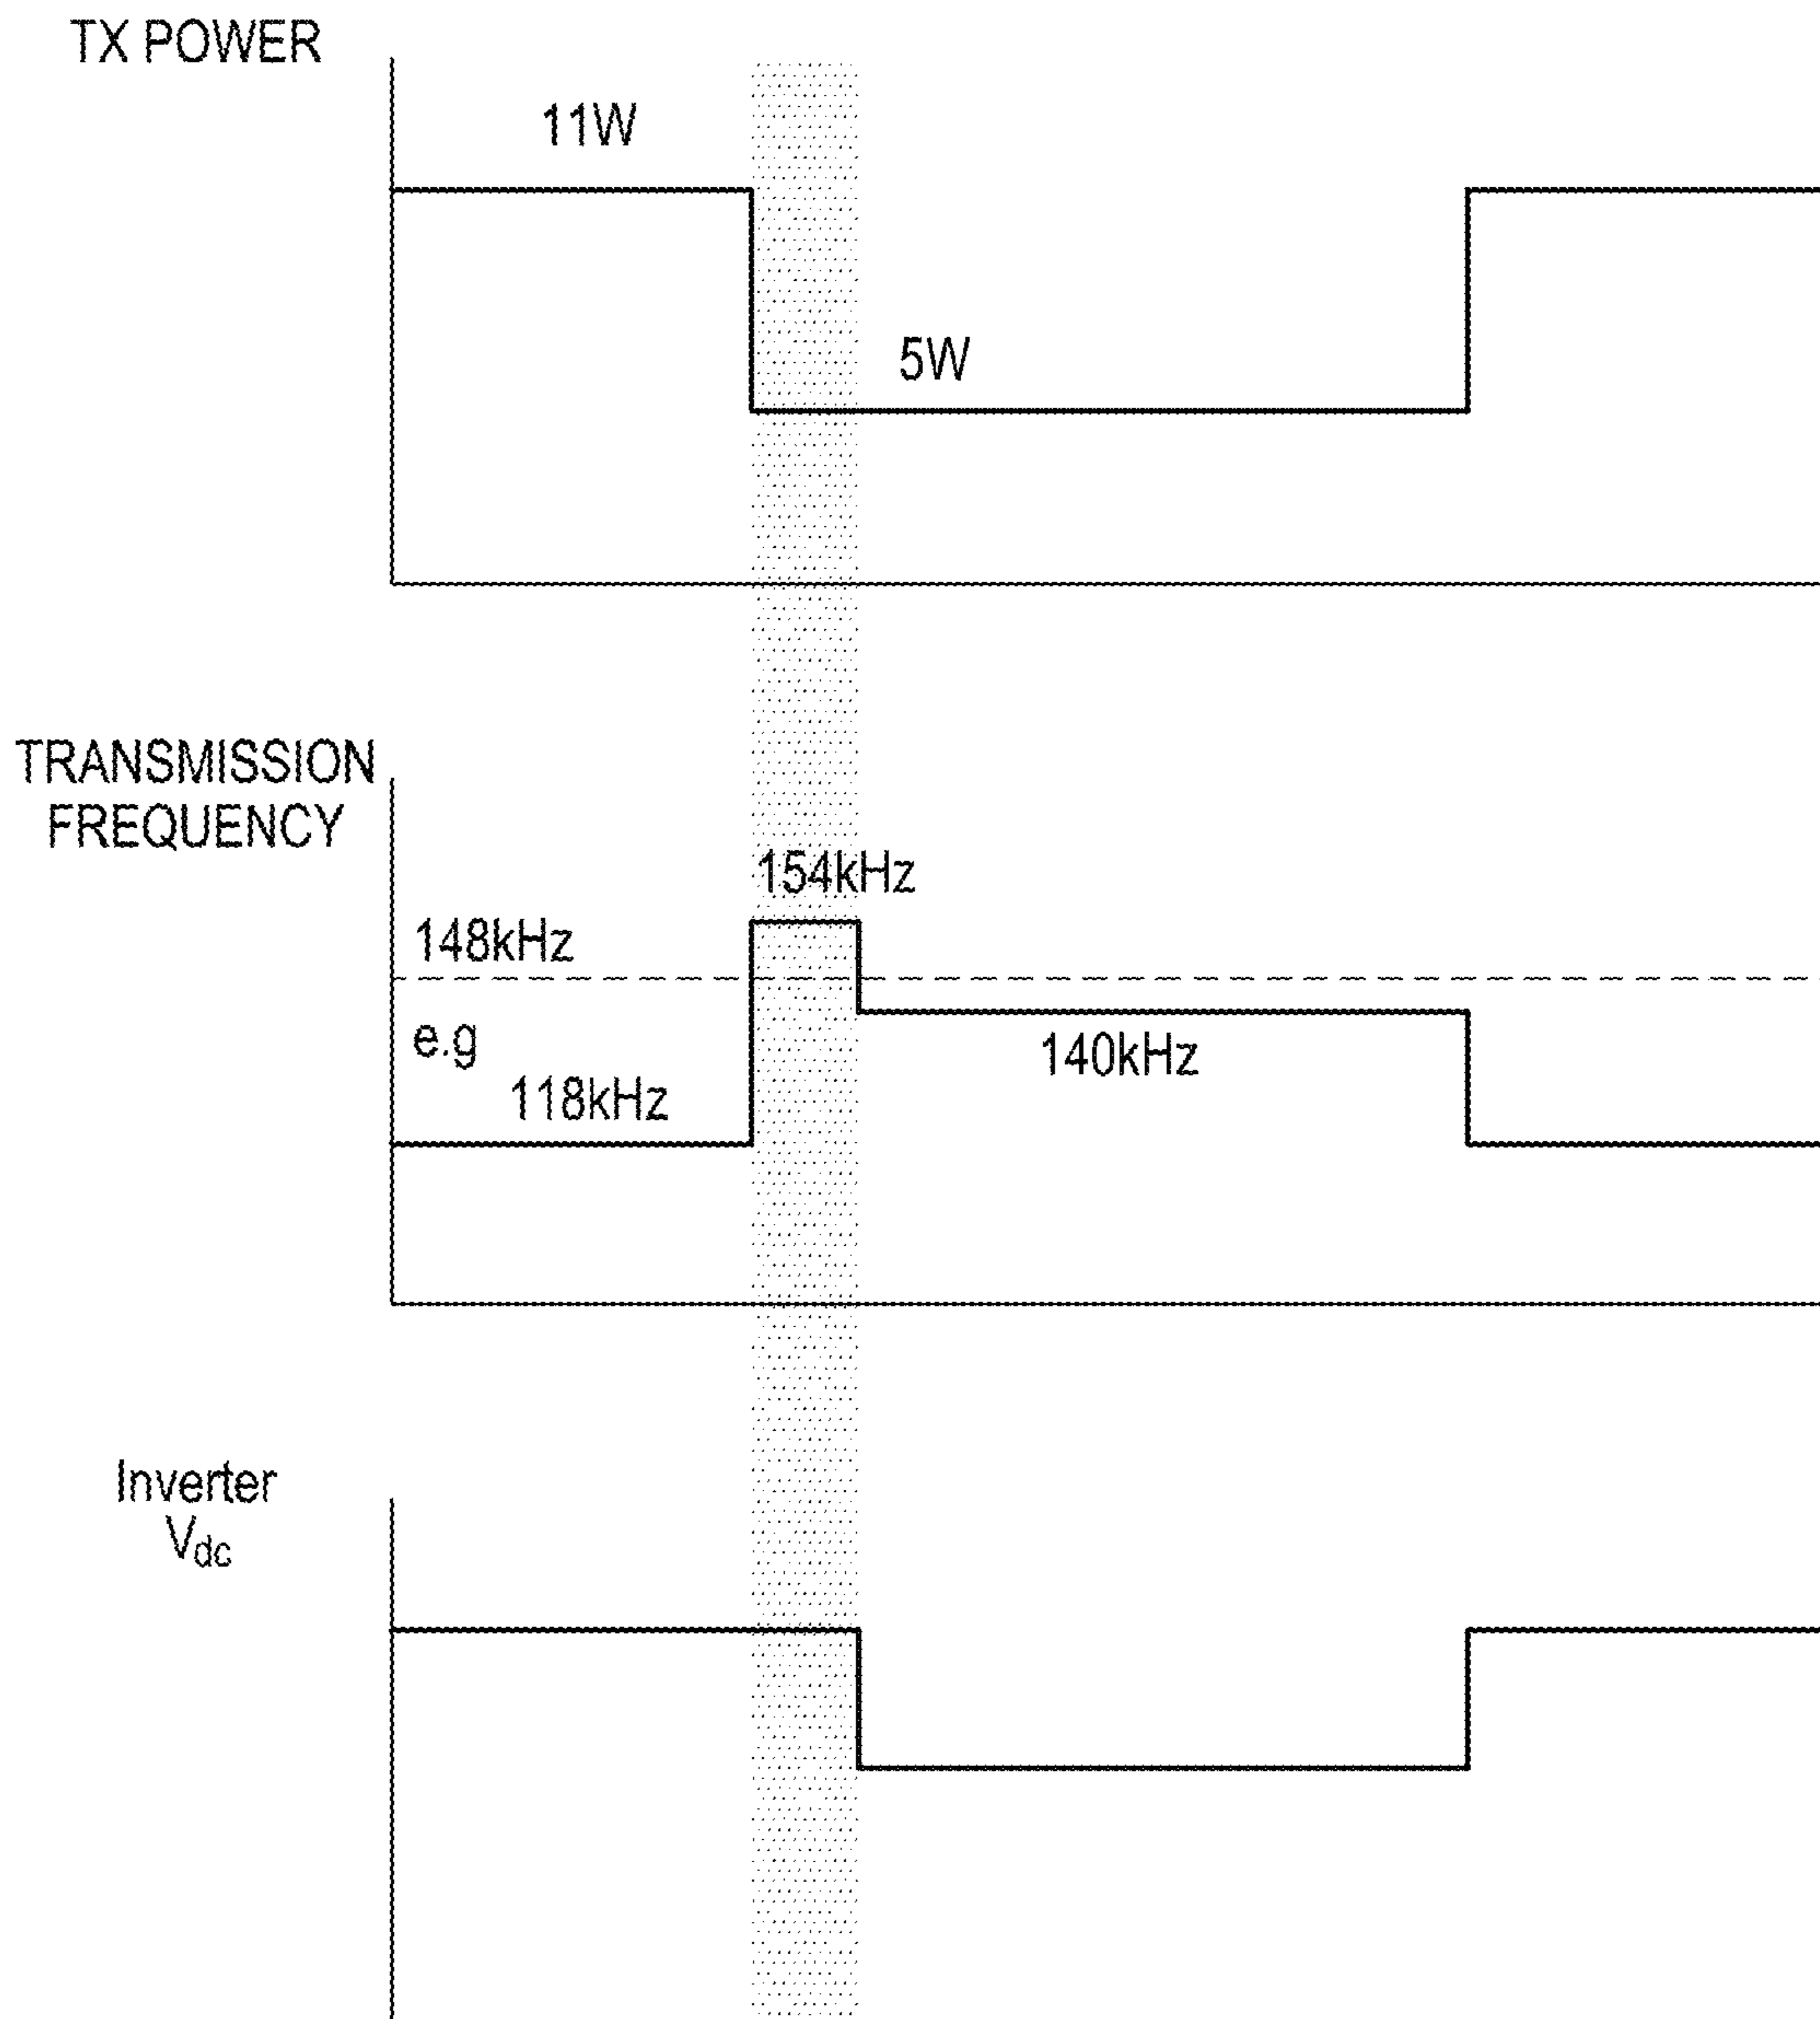 TX POWER
11W
5W
TRANSMISSION
FREQUENCY
154kHz
148kHz
e.g
118kHz
140kHz
Inverter
Vdc